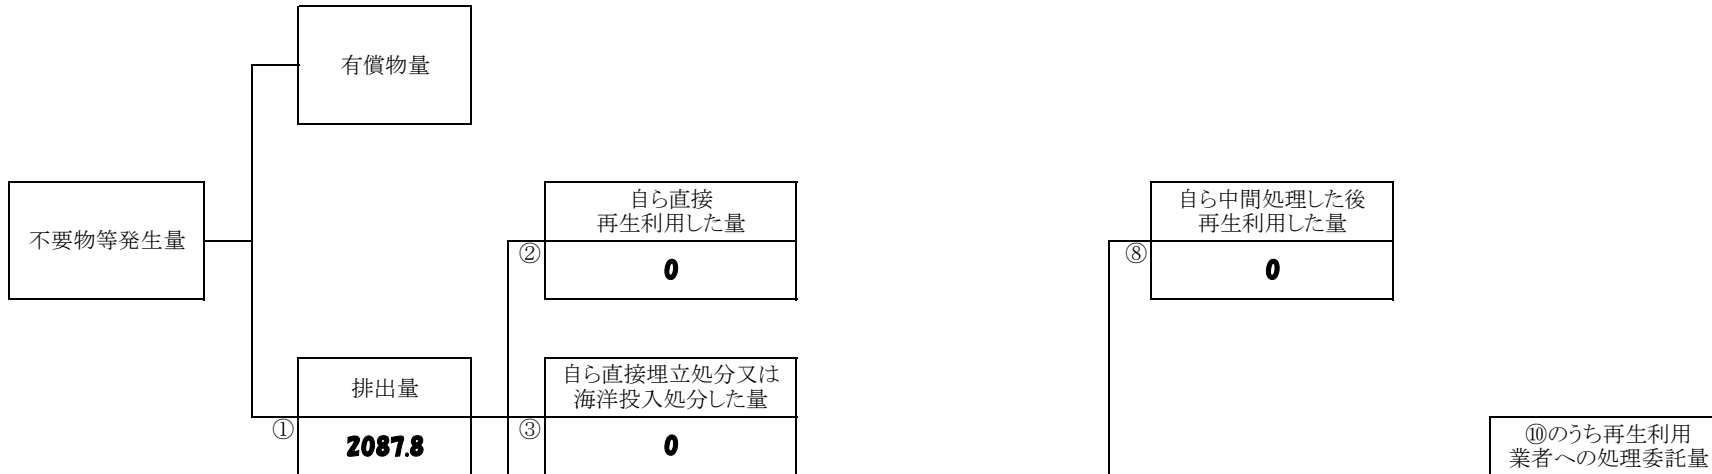 有償物量
不要物等発生量
自ら直接
再生利用した量
②
0
自ら中間処理した後
再生利用した量
⑧
0
排出量
①
2087.8
自ら直接埋立処分又は
海洋投入処分した量
③
0
⑩のうち再生利用
業者への処理委託量